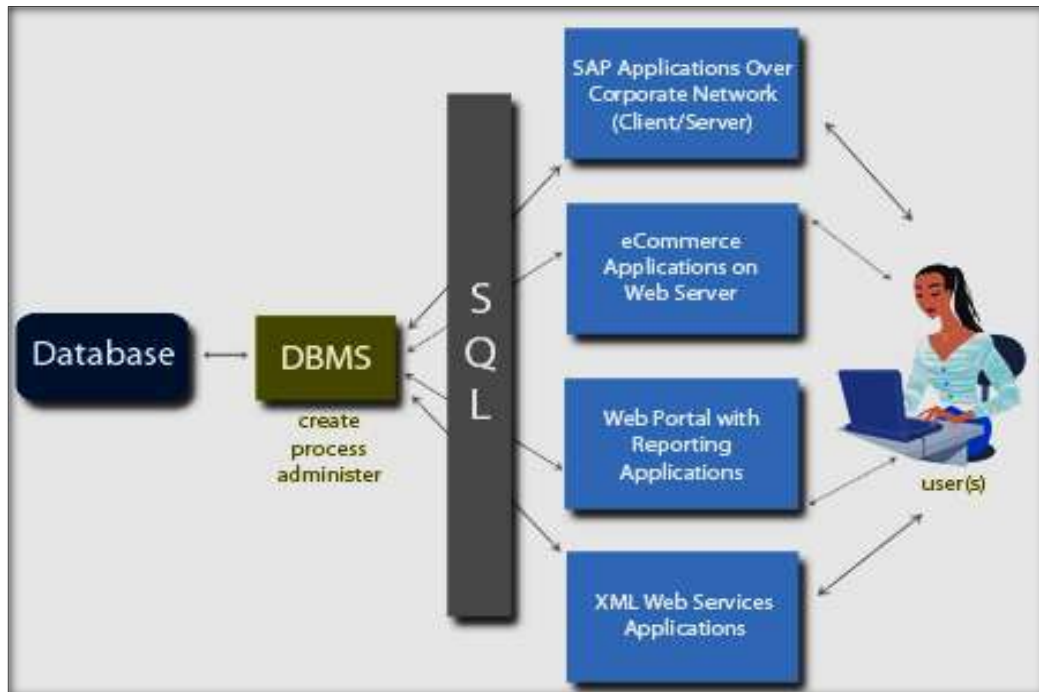 Database
DBMS
create
process
administer
S
Q
L
SAP Applications Over
Corporate Network
(Client/Server)
eCommerce
Applications on
Web Server
Web Portal with
Reporting
Applications
XML Web Services
Applications
user(s)